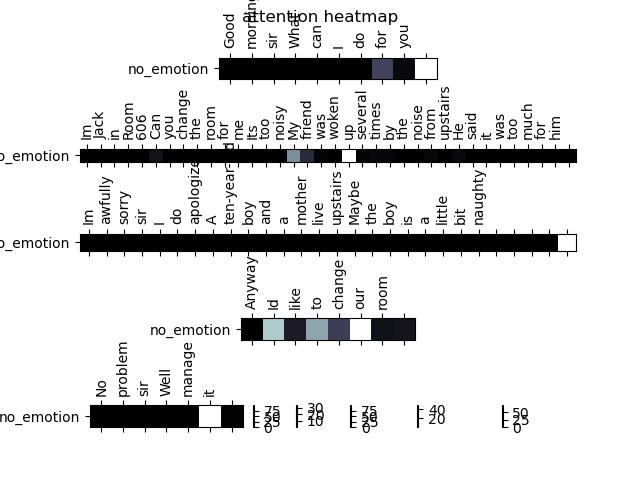 attention heatmap
Good morning sir What can I do for you
no_emotion
Im Jack in Room 606 Can you change the room for me Its too noisy My friend was woken up several times by the noise from upstairs He said it was too much for him
no_emotion
Im awfully sorry sir I do apologize A ten-year-old boy and a mother live upstairs Maybe the boy is a little bit naughty
no_emotion
Anyway Id like to change our room
no_emotion
No problem sir Well manage it
no_emotion
75 50 25 0
30 20 10
75 50 25 0
40 20
50 25 0